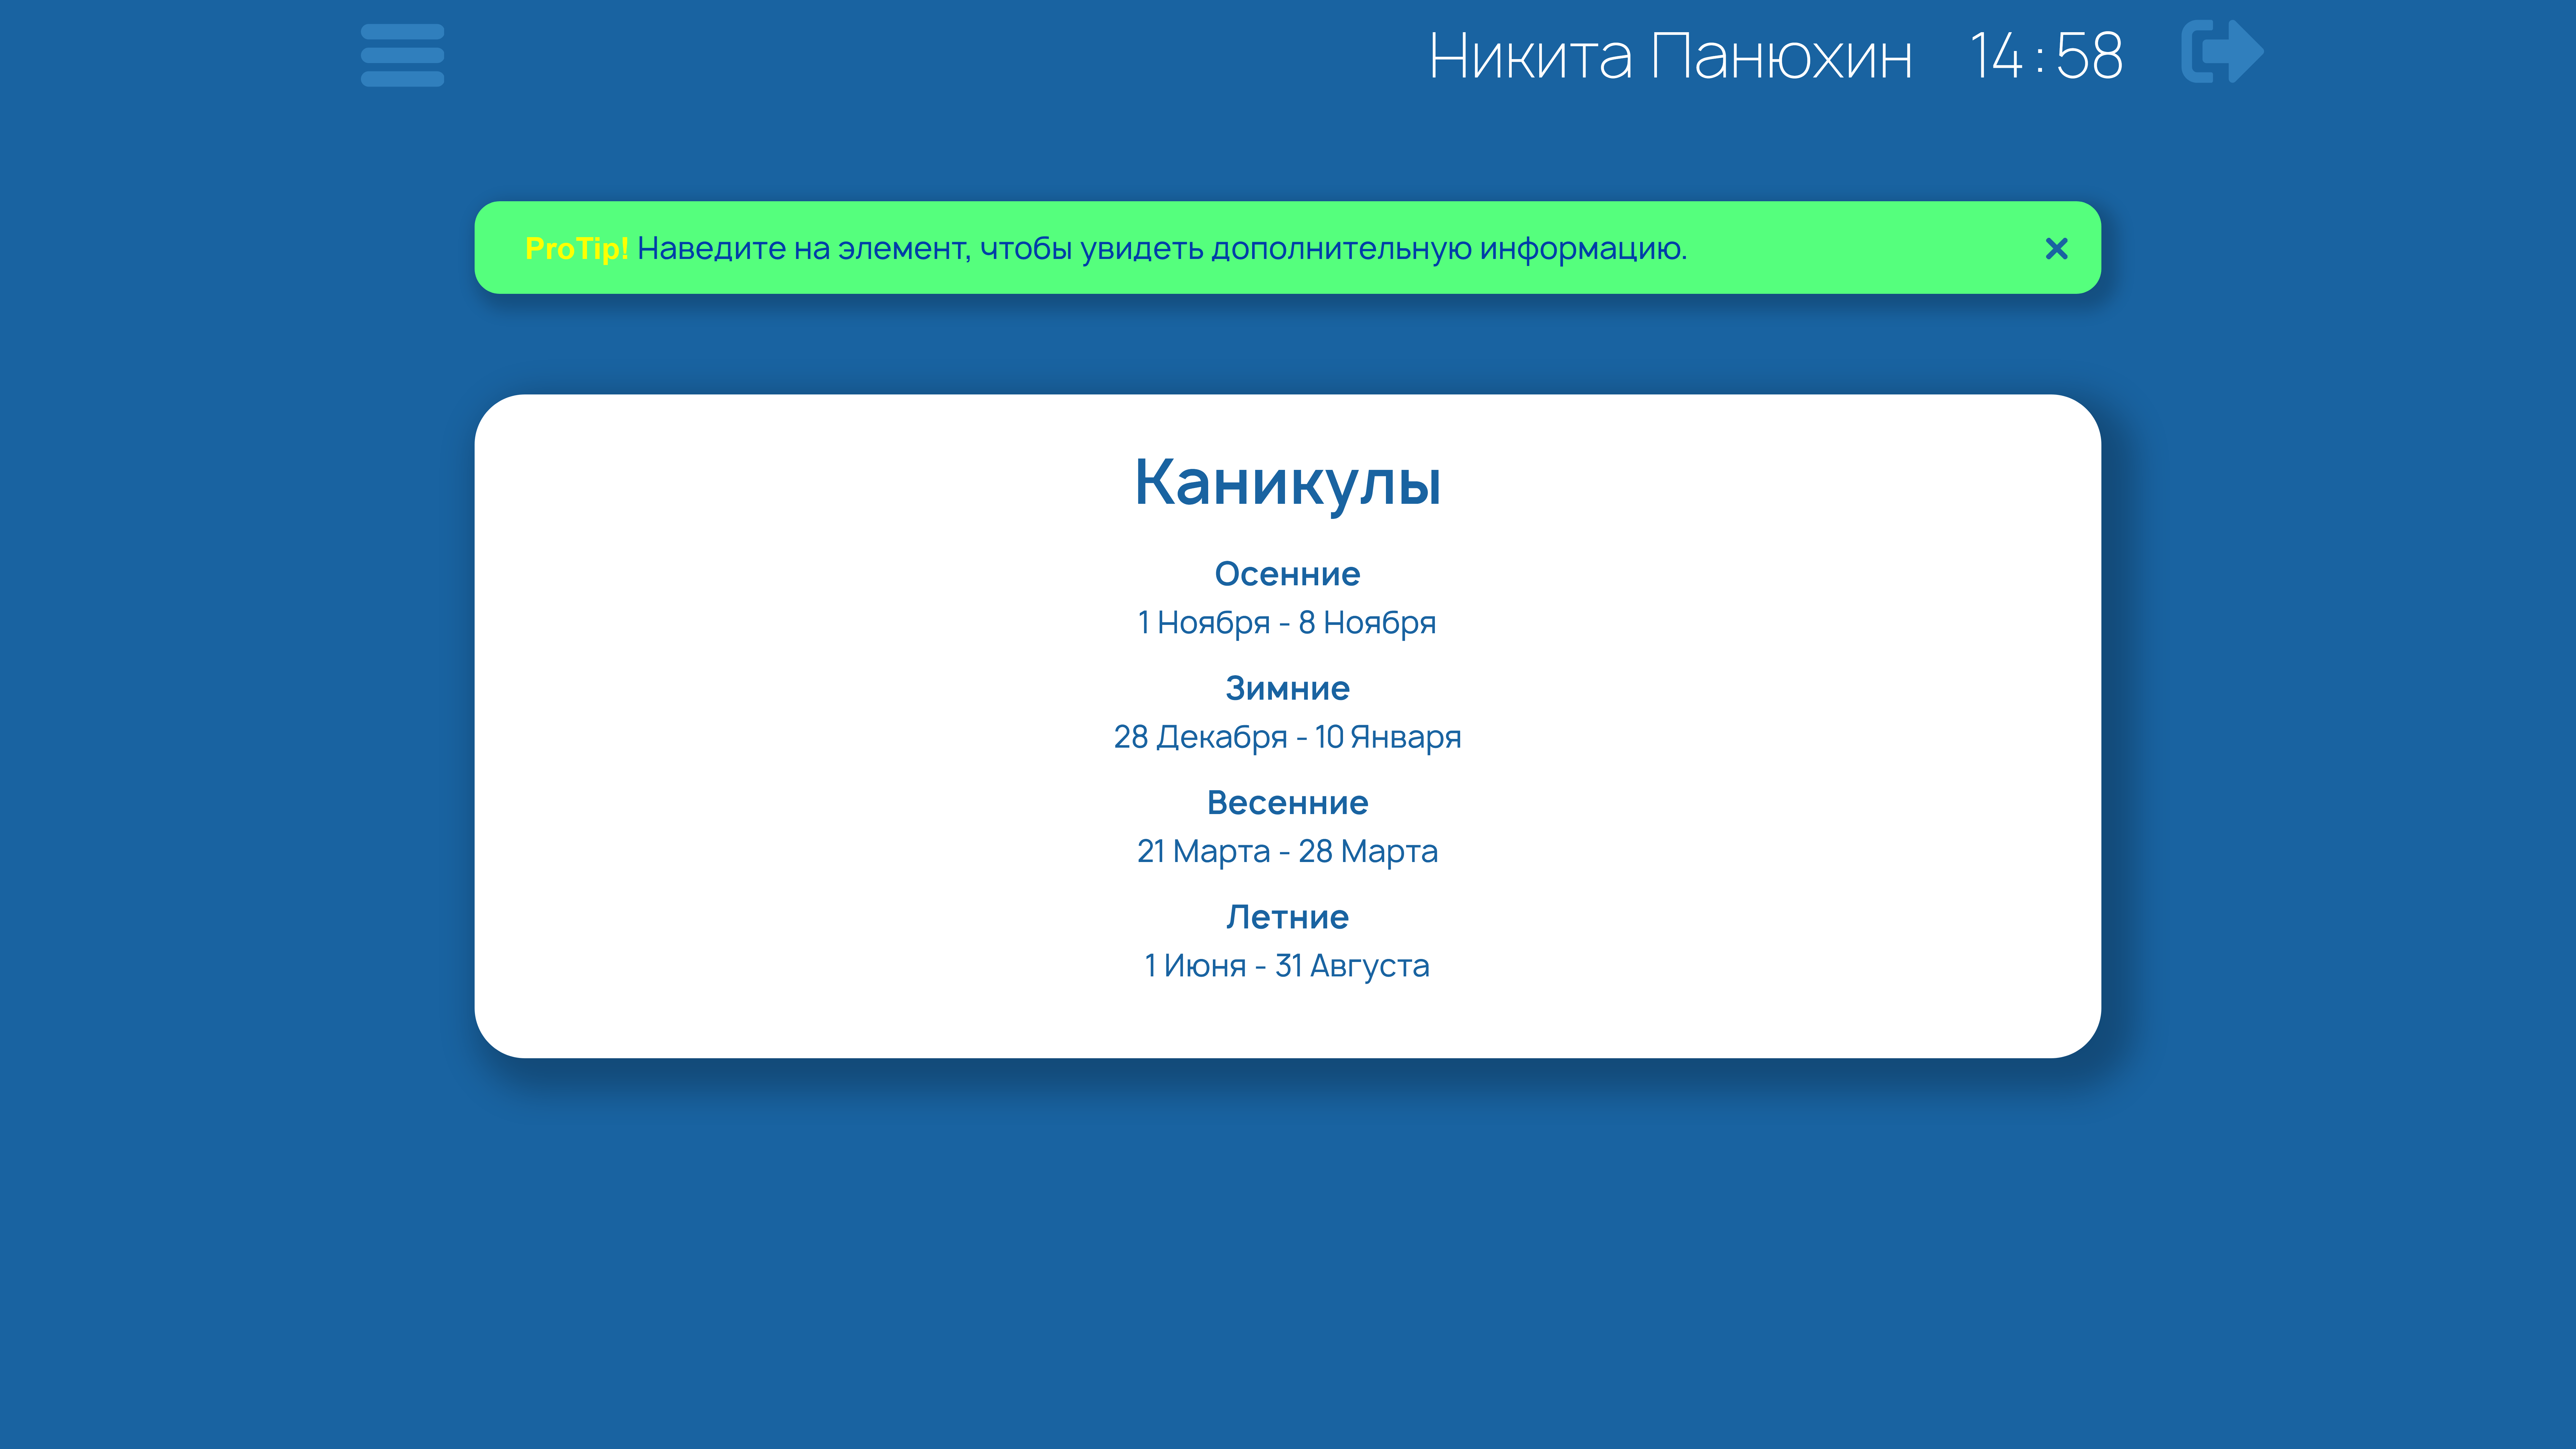 Никита Панюхин 14:58
ProTip! Наведите на элемент, чтобы увидеть дополнительную информацию.
Каникулы
Осенние
1 Ноября - 8 Ноября
Зимние
28 Декабря - 10 Января
Весенние
21 Марта - 28 Марта
Летние
1 Июня - 31 Августа